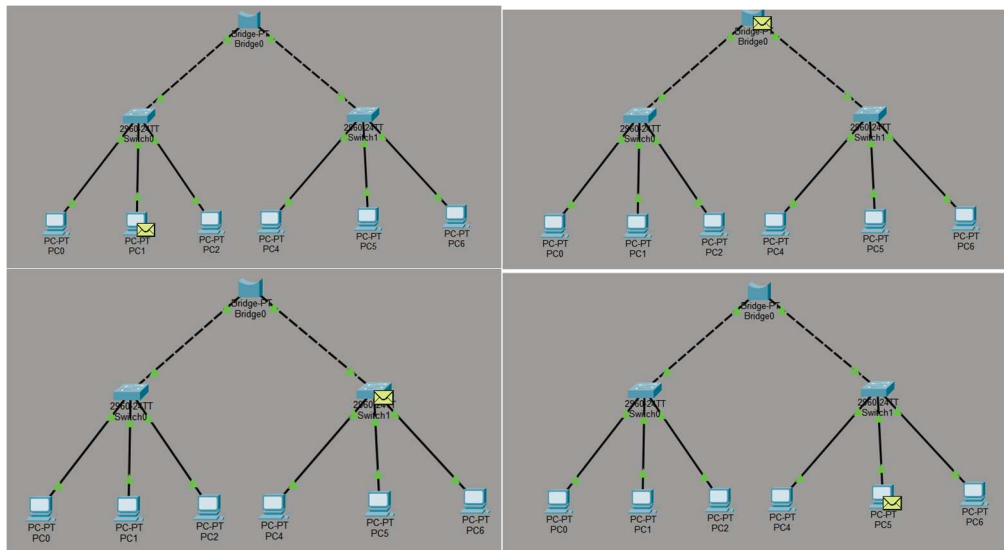 Bridge-PT
Bridge0
2960-24TT
Switch0
2960-24TT
Switch1
PC-PT
PC0
PC-PT
PC1
PC-PT
PC2
PC-PT
PC4
PC-PT
PC5
PC-PT
PC6
Bridge-PT
Bridge0
2960-24TT
Switch0
2960-24TT
Switch1
PC-PT
PC0
PC-PT
PC1
PC-PT
PC2
PC-PT
PC4
PC-PT
PC5
PC-PT
PC6
Bridge-PT
Bridge0
2960-24TT
Switch0
2960-24TT
Switch1
PC-PT
PC0
PC-PT
PC1
PC-PT
PC2
PC-PT
PC4
PC-PT
PC5
PC-PT
PC6
Bridge-PT
Bridge0
2960-24TT
Switch0
2960-24TT
Switch1
PC-PT
PC0
PC-PT
PC1
PC-PT
PC2
PC-PT
PC4
PC-PT
PC5
PC-PT
PC6